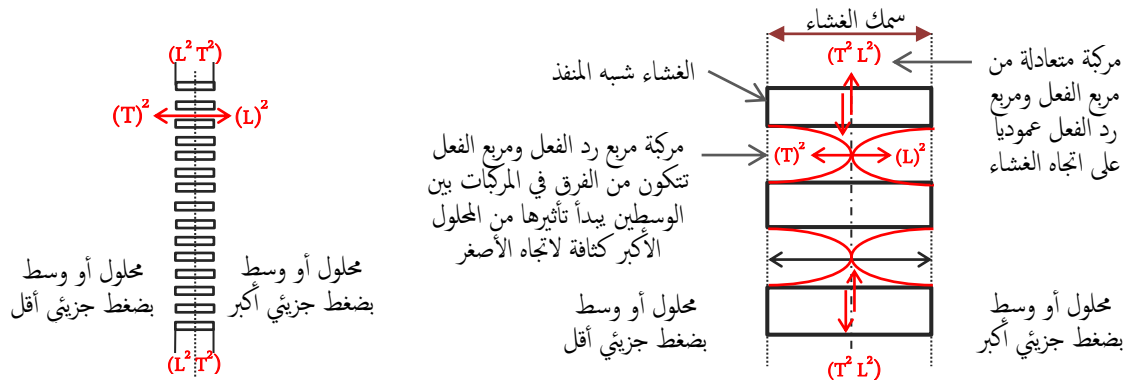 سمك الغشاء
(L² T²)
(T² L²)
مركبة متعادلة من
مربع الفعل ومربع
رد الفعل عموديا
على اتجاه الغشاء
الغشاء شبه المنفذ
(T)²
(L)²
مركبة مربع رد الفعل ومربع الفعل
تتكون من الفرق في المركبات بين
الوسطين يبدأ تأثيرها من المحلول
الأكبر كثافة لاتجاه الأصغر
(T)²
(L)²
محلول أو وسط
بضغط جزيئي أكبر
محلول أو وسط
بضغط جزيئي أقل
محلول أو وسط
بضغط جزيئي أكبر
محلول أو وسط
بضغط جزيئي أقل
(L² T²)
(T² L²)